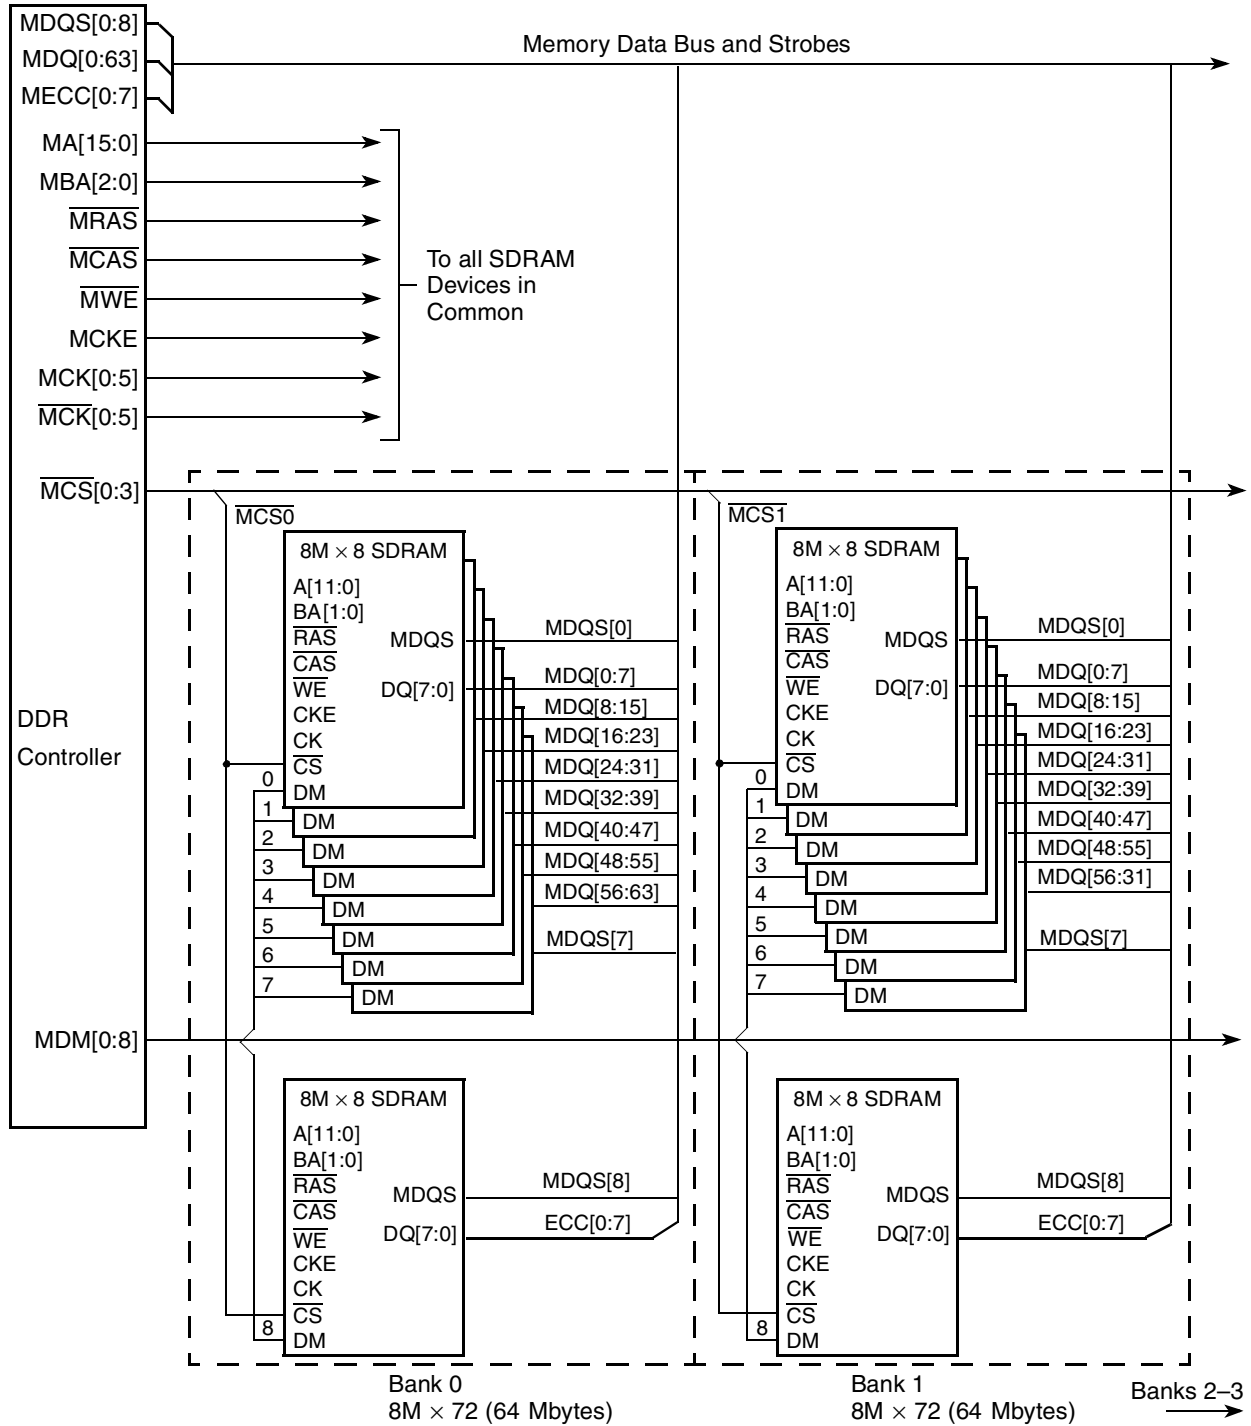 MDQS[0:8]
MDQ[0:63]
MECC[0:7]
Memory Data Bus and Strobes
MA[15:0]
MBA[2:0]
MRAS
MCAS
MWE
MCKE
MCK[0:5]
MCK[0:5]
To all SDRAM
Devices in
Common
MCS[0:3]
DDR
Controller
MDM[0:8]
MCS0
8M × 8 SDRAM
A[11:0]
BA[1:0]
RAS
CAS
WE
CKE
CK
CS
DM
MDQS
DQ[7:0]
0
1
2
3
4
5
6
7
DM
DM
DM
DM
DM
DM
DM
MDQS[0]
MDQ[0:7]
MDQ[8:15]
MDQ[16:23]
MDQ[24:31]
MDQ[32:39]
MDQ[40:47]
MDQ[48:55]
MDQ[56:63]
MDQS[7]
MCS1
8M × 8 SDRAM
A[11:0]
BA[1:0]
RAS
CAS
WE
CKE
CK
CS
DM
MDQS
DQ[7:0]
0
1
2
3
4
5
6
7
DM
DM
DM
DM
DM
DM
DM
MDQS[0]
MDQ[0:7]
MDQ[8:15]
MDQ[16:23]
MDQ[24:31]
MDQ[32:39]
MDQ[40:47]
MDQ[48:55]
MDQ[56:31]
MDQS[7]
8M × 8 SDRAM
A[11:0]
BA[1:0]
RAS
CAS
WE
CKE
CK
CS
DM
MDQS
DQ[7:0]
8
MDQS[8]
ECC[0:7]
8M × 8 SDRAM
A[11:0]
BA[1:0]
RAS
CAS
WE
CKE
CK
CS
DM
MDQS
DQ[7:0]
8
MDQS[8]
ECC[0:7]
Bank 0
8M × 72 (64 Mbytes)
Bank 1
8M × 72 (64 Mbytes)
Banks 2–3